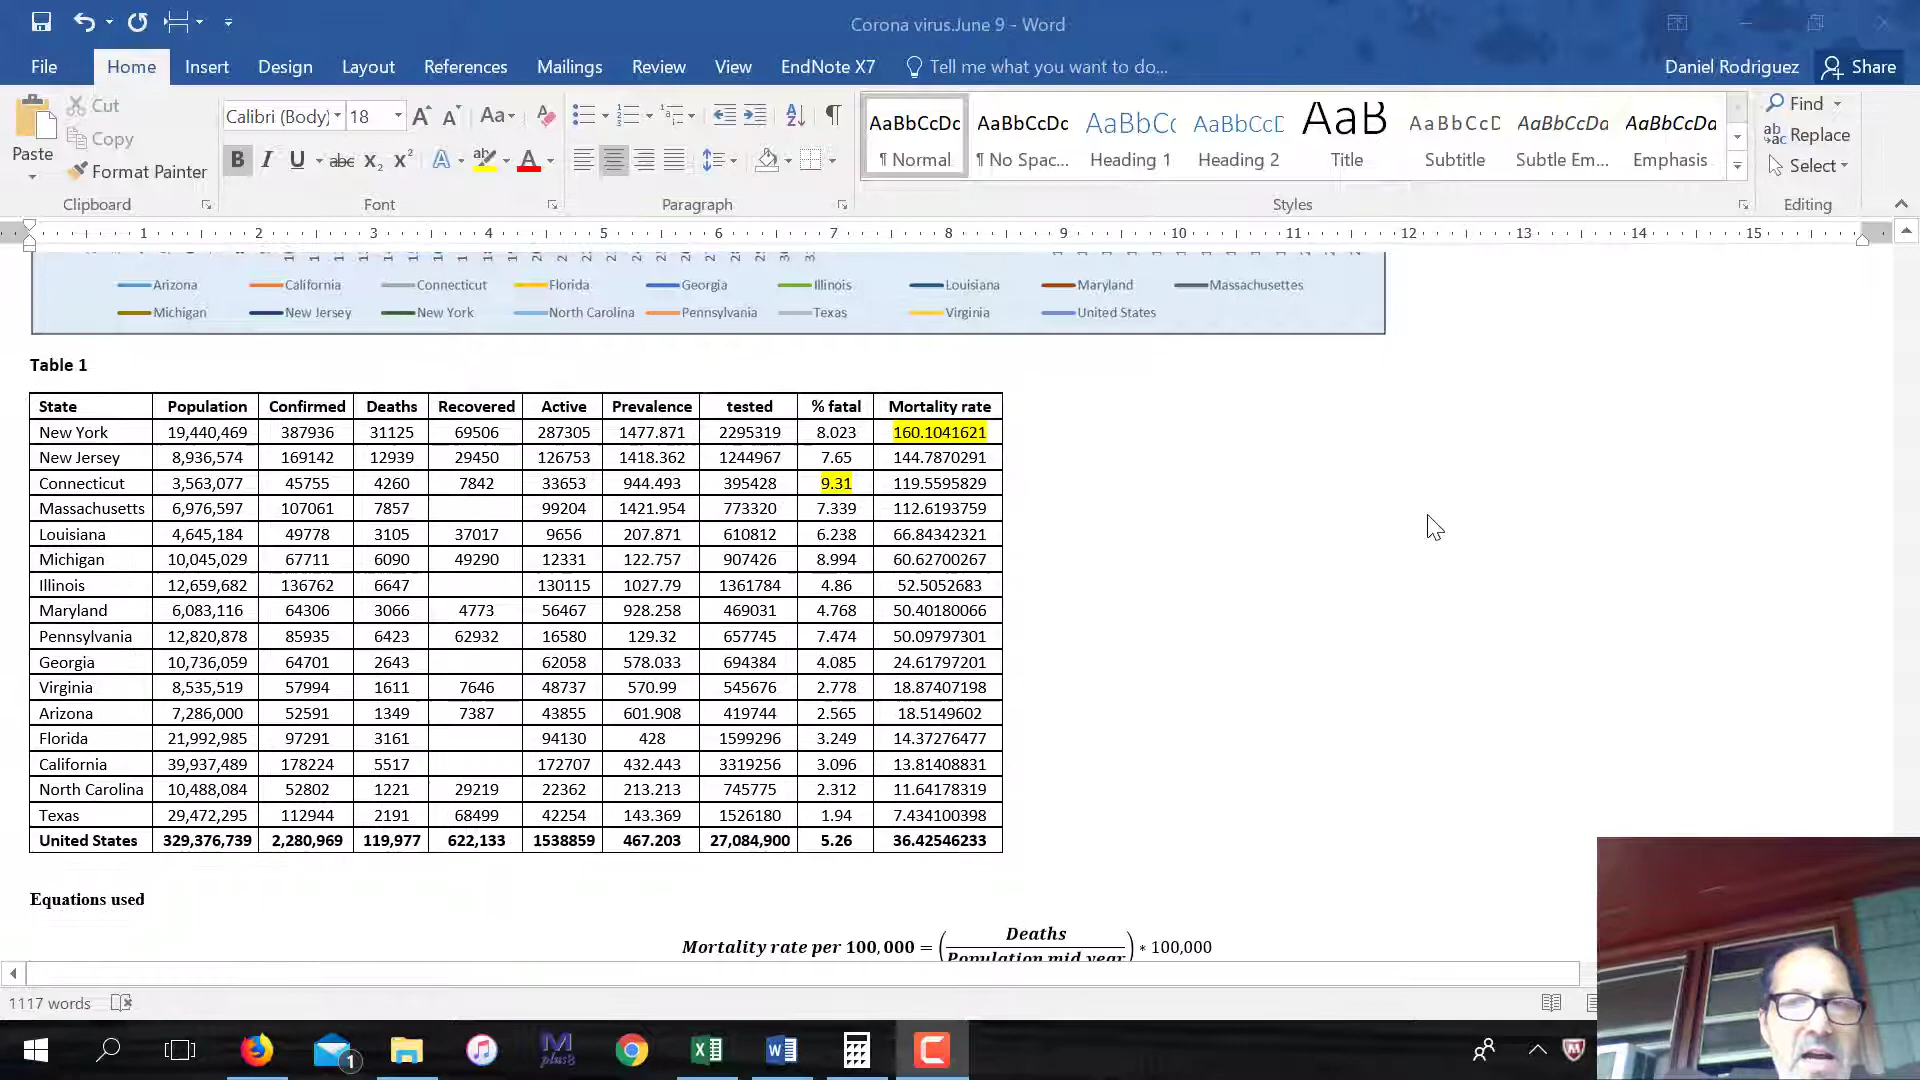 Corona virus.June 9 - Word
File Home Insert Design Layout References Mailings Review View EndNote X7 Tell me what you want to do... Daniel Rodriguez Share
Paste Cut Copy Format Painter
Calibri (Body) 18
AaBbCcDc AaBbCcDc AaBbCc AaBbCcD AaB AaBbCcD AaBbCcDa AaBbCcDa
¶ Normal ¶ No Spac... Heading 1 Heading 2 Title Subtitle Subtle Em... Emphasis
Find Replace Select
Clipboard Font Paragraph Styles Editing
1 2 3 4 5 6 7 8 9 10 11 12 13 14 15
Arizona California Connecticut Florida Georgia Illinois Louisiana Maryland Massachusettes
Michigan New Jersey New York North Carolina Pennsylvania Texas Virginia United States
Table 1
State Population Confirmed Deaths Recovered Active Prevalence tested % fatal Mortality rate
New York 19,440,469 387936 31125 69506 287305 1477.871 2295319 8.023 160.1041621
New Jersey 8,936,574 169142 12939 29450 126753 1418.362 1244967 7.65 144.7870291
Connecticut 3,563,077 45755 4260 7842 33653 944.493 395428 9.31 119.5595829
Massachusetts 6,976,597 107061 7857 99204 1421.954 773320 7.339 112.6193759
Louisiana 4,645,184 49778 3105 37017 9656 207.871 610812 6.238 66.84342321
Michigan 10,045,029 67711 6090 49290 12331 122.757 907426 8.994 60.62700267
Illinois 12,659,682 136762 6647 130115 1027.79 1361784 4.86 52.5052683
Maryland 6,083,116 64306 3066 4773 56467 928.258 469031 4.768 50.40180066
Pennsylvania 12,820,878 85935 6423 62932 16580 129.32 657745 7.474 50.09797301
Georgia 10,736,059 64701 2643 62058 578.033 694384 4.085 24.61797201
Virginia 8,535,519 57994 1611 7646 48737 570.99 545676 2.778 18.87407198
Arizona 7,286,000 52591 1349 7387 43855 601.908 419744 2.565 18.5149602
Florida 21,992,985 97291 3161 94130 428 1599296 3.249 14.37276477
California 39,937,489 178224 5517 172707 432.443 3319256 3.096 13.81408831
North Carolina 10,488,084 52802 1221 29219 22362 213.213 745775 2.312 11.64178319
Texas 29,472,295 112944 2191 68499 42254 143.369 1526180 1.94 7.434100398
United States 329,376,739 2,280,969 119,977 622,133 1538859 467.203 27,084,900 5.26 36.42546233
Equations used
Mortality rate per 100,000 = (Deaths / Population mid year) * 100,000
1117 words
1
M plus8